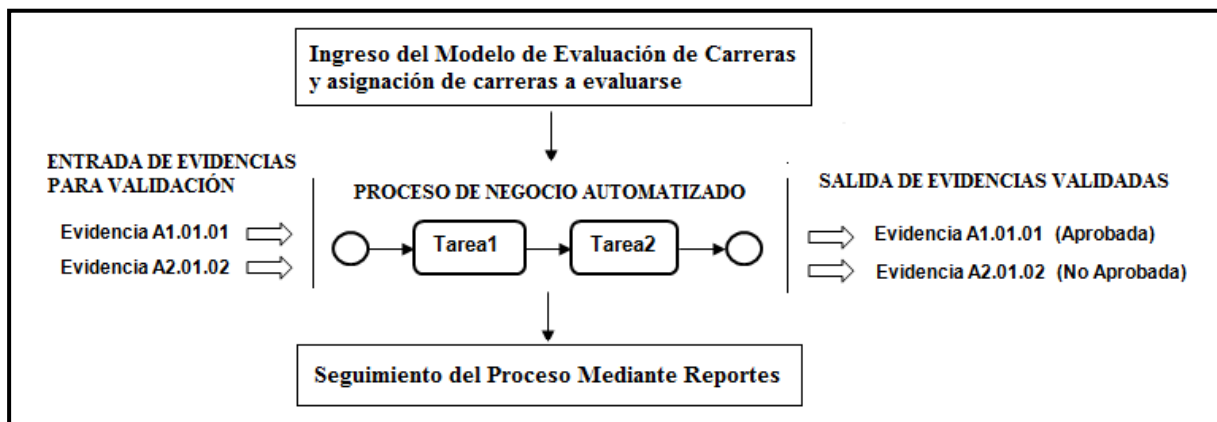 Ingreso del Modelo de Evaluación de Carreras
y asignación de carreras a evaluarse
ENTRADA DE EVIDENCIAS
PARA VALIDACIÓN
Evidencia A1.01.01
Evidencia A2.01.02
PROCESO DE NEGOCIO AUTOMATIZADO
Tarea1
Tarea2
SALIDA DE EVIDENCIAS VALIDADAS
Evidencia A1.01.01 (Aprobada)
Evidencia A2.01.02 (No Aprobada)
Seguimiento del Proceso Mediante Reportes